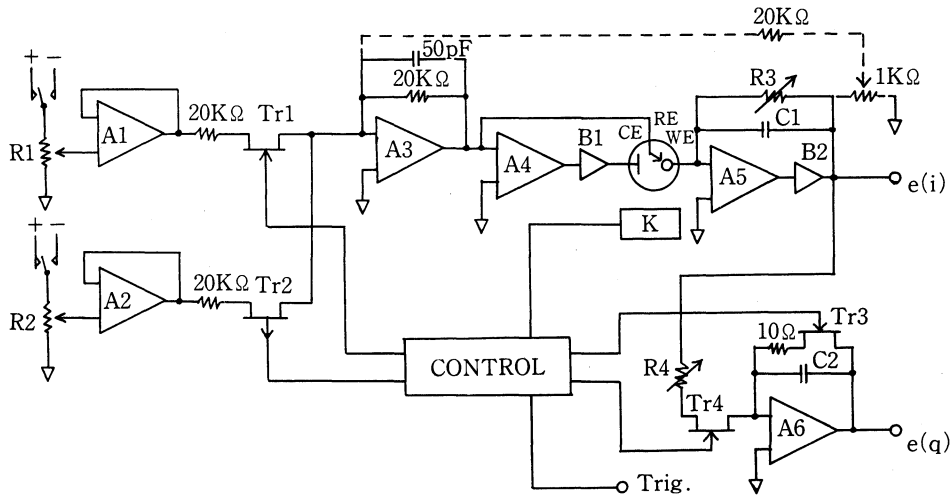 20KΩ
50pF
+ −
20KΩ
R3
1KΩ
20KΩ
Tr1
A1
R1
A3
A4
B1
CE
RE
WE
C1
A5
B2
e(i)
K
+ −
20KΩ
Tr2
A2
R2
CONTROL
Tr3
10Ω
C2
R4
Tr4
A6
e(q)
Trig.